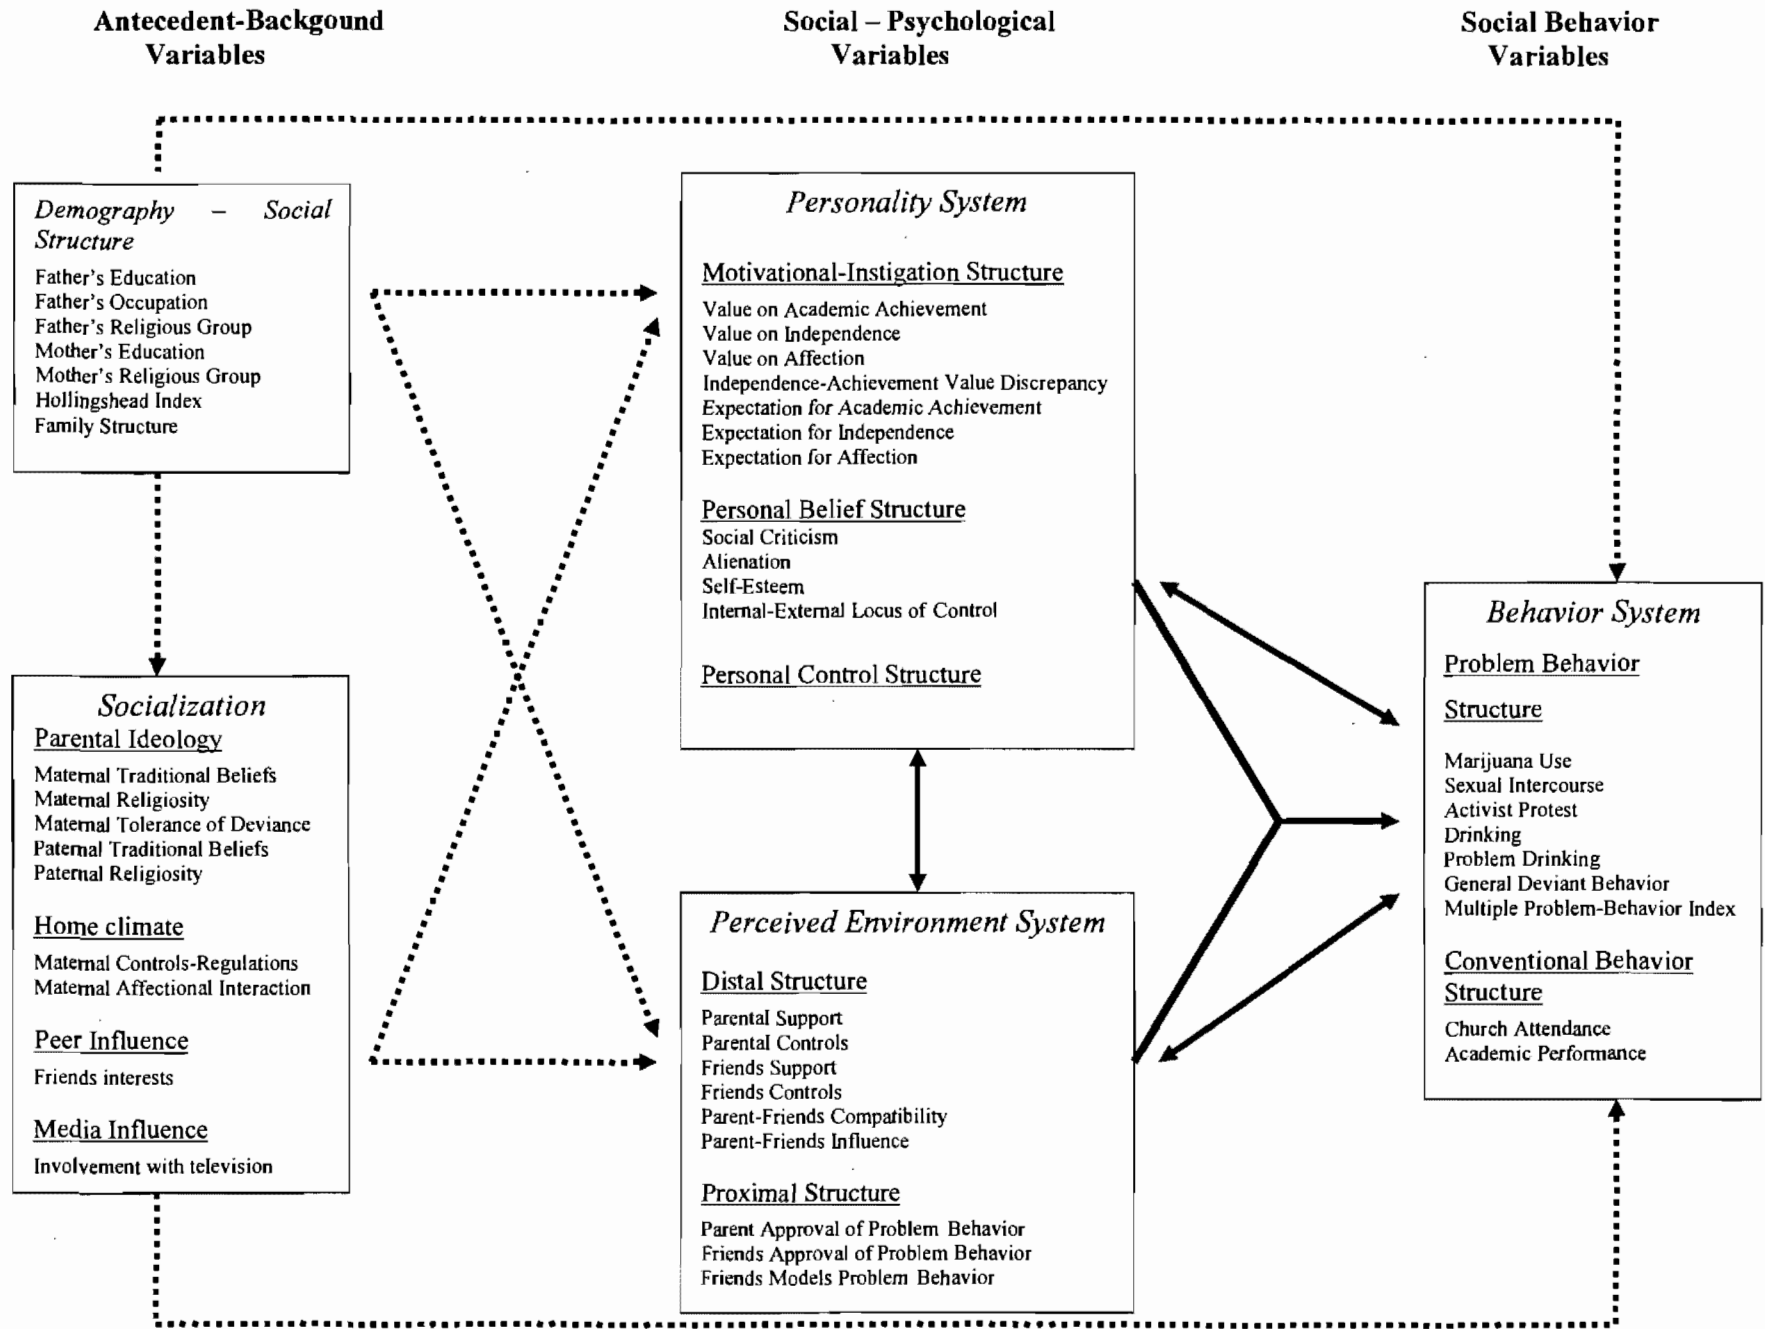 Antecedent-Backgound
Variables
Social – Psychological
Variables
Social Behavior
Variables
Demography – Social
Structure
Father's Education
Father's Occupation
Father's Religious Group
Mother's Education
Mother's Religious Group
Hollingshead Index
Family Structure
Socialization
Parental Ideology
Maternal Traditional Beliefs
Maternal Religiosity
Maternal Tolerance of Deviance
Paternal Traditional Beliefs
Paternal Religiosity
Home climate
Maternal Controls-Regulations
Maternal Affectional Interaction
Peer Influence
Friends interests
Media Influence
Involvement with television
Personality System
Motivational-Instigation Structure
Value on Academic Achievement
Value on Independence
Value on Affection
Independence-Achievement Value Discrepancy
Expectation for Academic Achievement
Expectation for Independence
Expectation for Affection
Personal Belief Structure
Social Criticism
Alienation
Self-Esteem
Internal-External Locus of Control
Personal Control Structure
Perceived Environment System
Distal Structure
Parental Support
Parental Controls
Friends Support
Friends Controls
Parent-Friends Compatibility
Parent-Friends Influence
Proximal Structure
Parent Approval of Problem Behavior
Friends Approval of Problem Behavior
Friends Models Problem Behavior
Behavior System
Problem Behavior
Structure
Marijuana Use
Sexual Intercourse
Activist Protest
Drinking
Problem Drinking
General Deviant Behavior
Multiple Problem-Behavior Index
Conventional Behavior
Structure
Church Attendance
Academic Performance